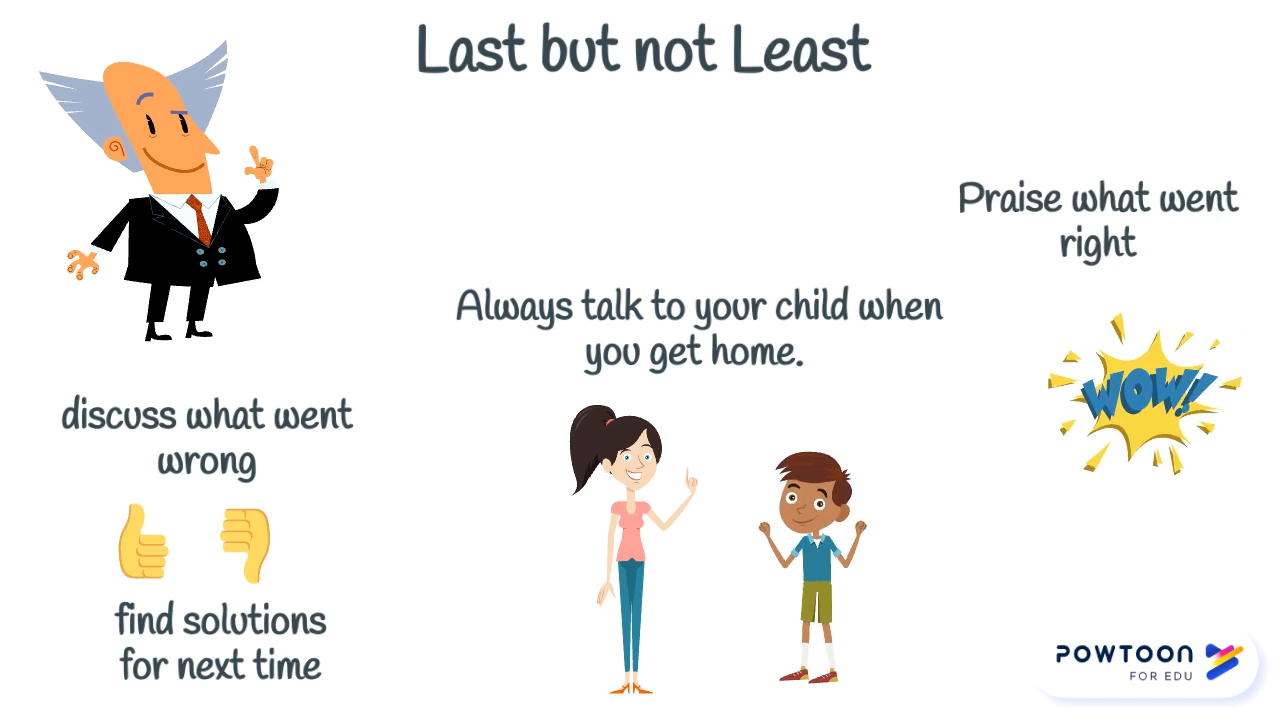 Last but not Least
Praise what went
right
Always talk to your child when
you get home.
WOW!
discuss what went
wrong
find solutions
for next time
POWTOON
FOR EDU